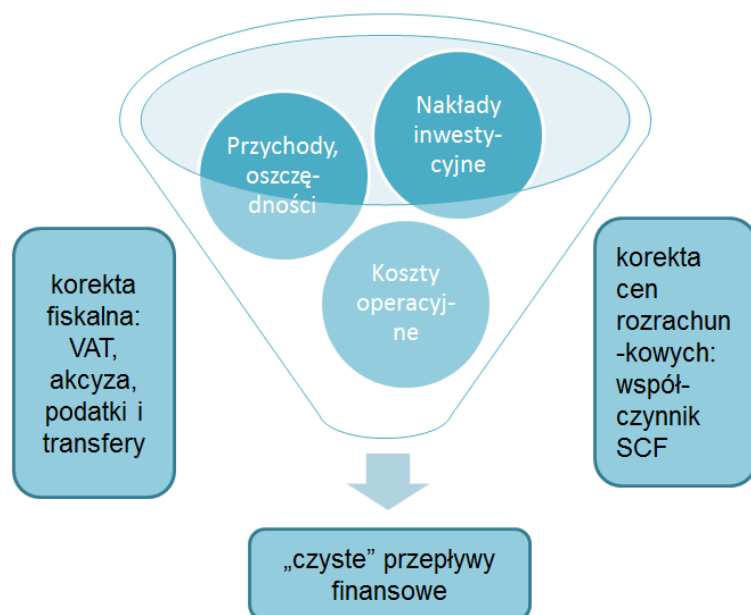 Nakłady
inwesty-
cyjne
Przychody,
oszczę-
dności
Koszty
operacyj-
ne
korekta
fiskalna:
VAT,
akcyza,
podatki i
transfery
korekta
cen
rozrachun
-kowych:
współ-
czynnik
SCF
„czyste” przepływy
finansowe